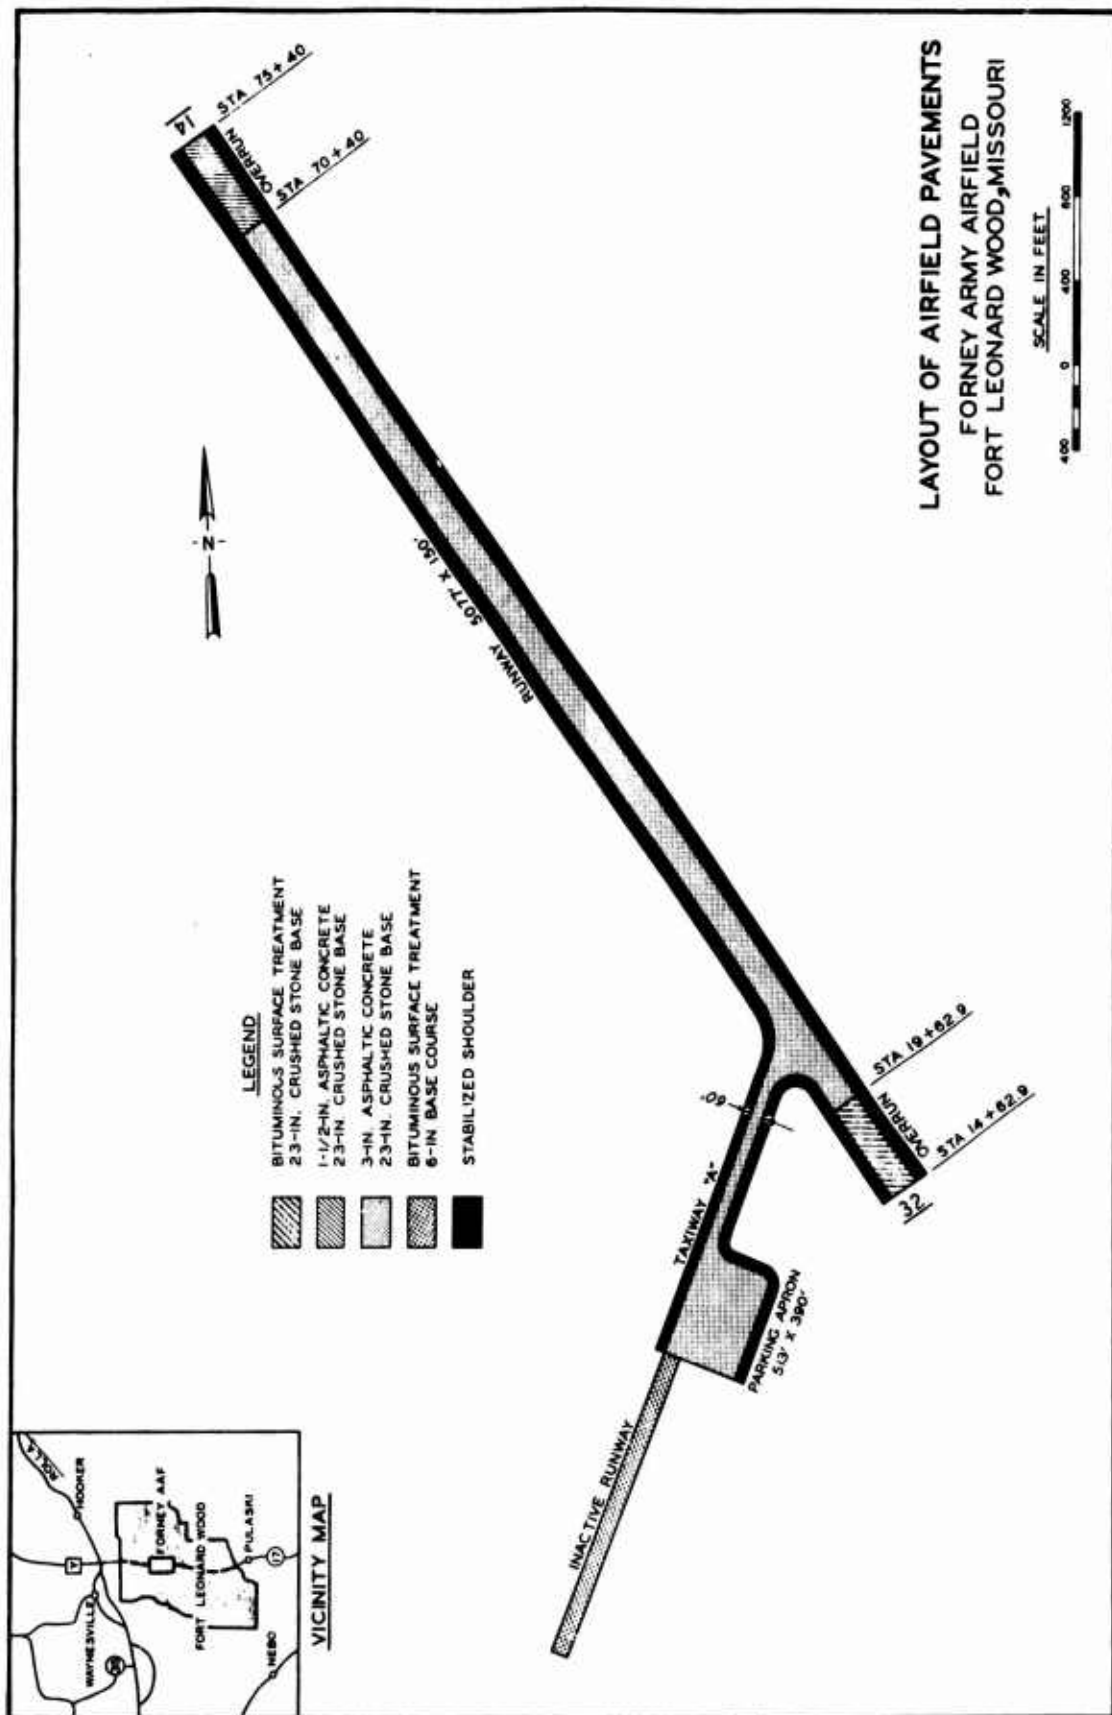 LAYOUT OF AIRFIELD PAVEMENTS
FORNEY ARMY AIRFIELD
FORT LEONARD WOOD, MISSOURI
SCALE IN FEET
400 0 400 800 1200
14
STA 75+40
OVERRUN
STA 70+40
-N-
RUNWAY 5077' X 150'
STA 19+62.9
OVERRUN
STA 14+62.9
32
60'
TAXIWAY "A"
PARKING APRON
513' X 390'
INACTIVE RUNWAY
LEGEND
BITUMINOUS SURFACE TREATMENT
23-IN. CRUSHED STONE BASE
1-1/2-IN. ASPHALTIC CONCRETE
23-IN. CRUSHED STONE BASE
3-IN. ASPHALTIC CONCRETE
23-IN. CRUSHED STONE BASE
BITUMINOUS SURFACE TREATMENT
6-IN BASE COURSE
STABILIZED SHOULDER
ROLLA
HOOKER
Y
WAYNESVILLE
FORNEY AAF
FORT LEONARD WOOD
PULASKI
17
NEBO
VICINITY MAP